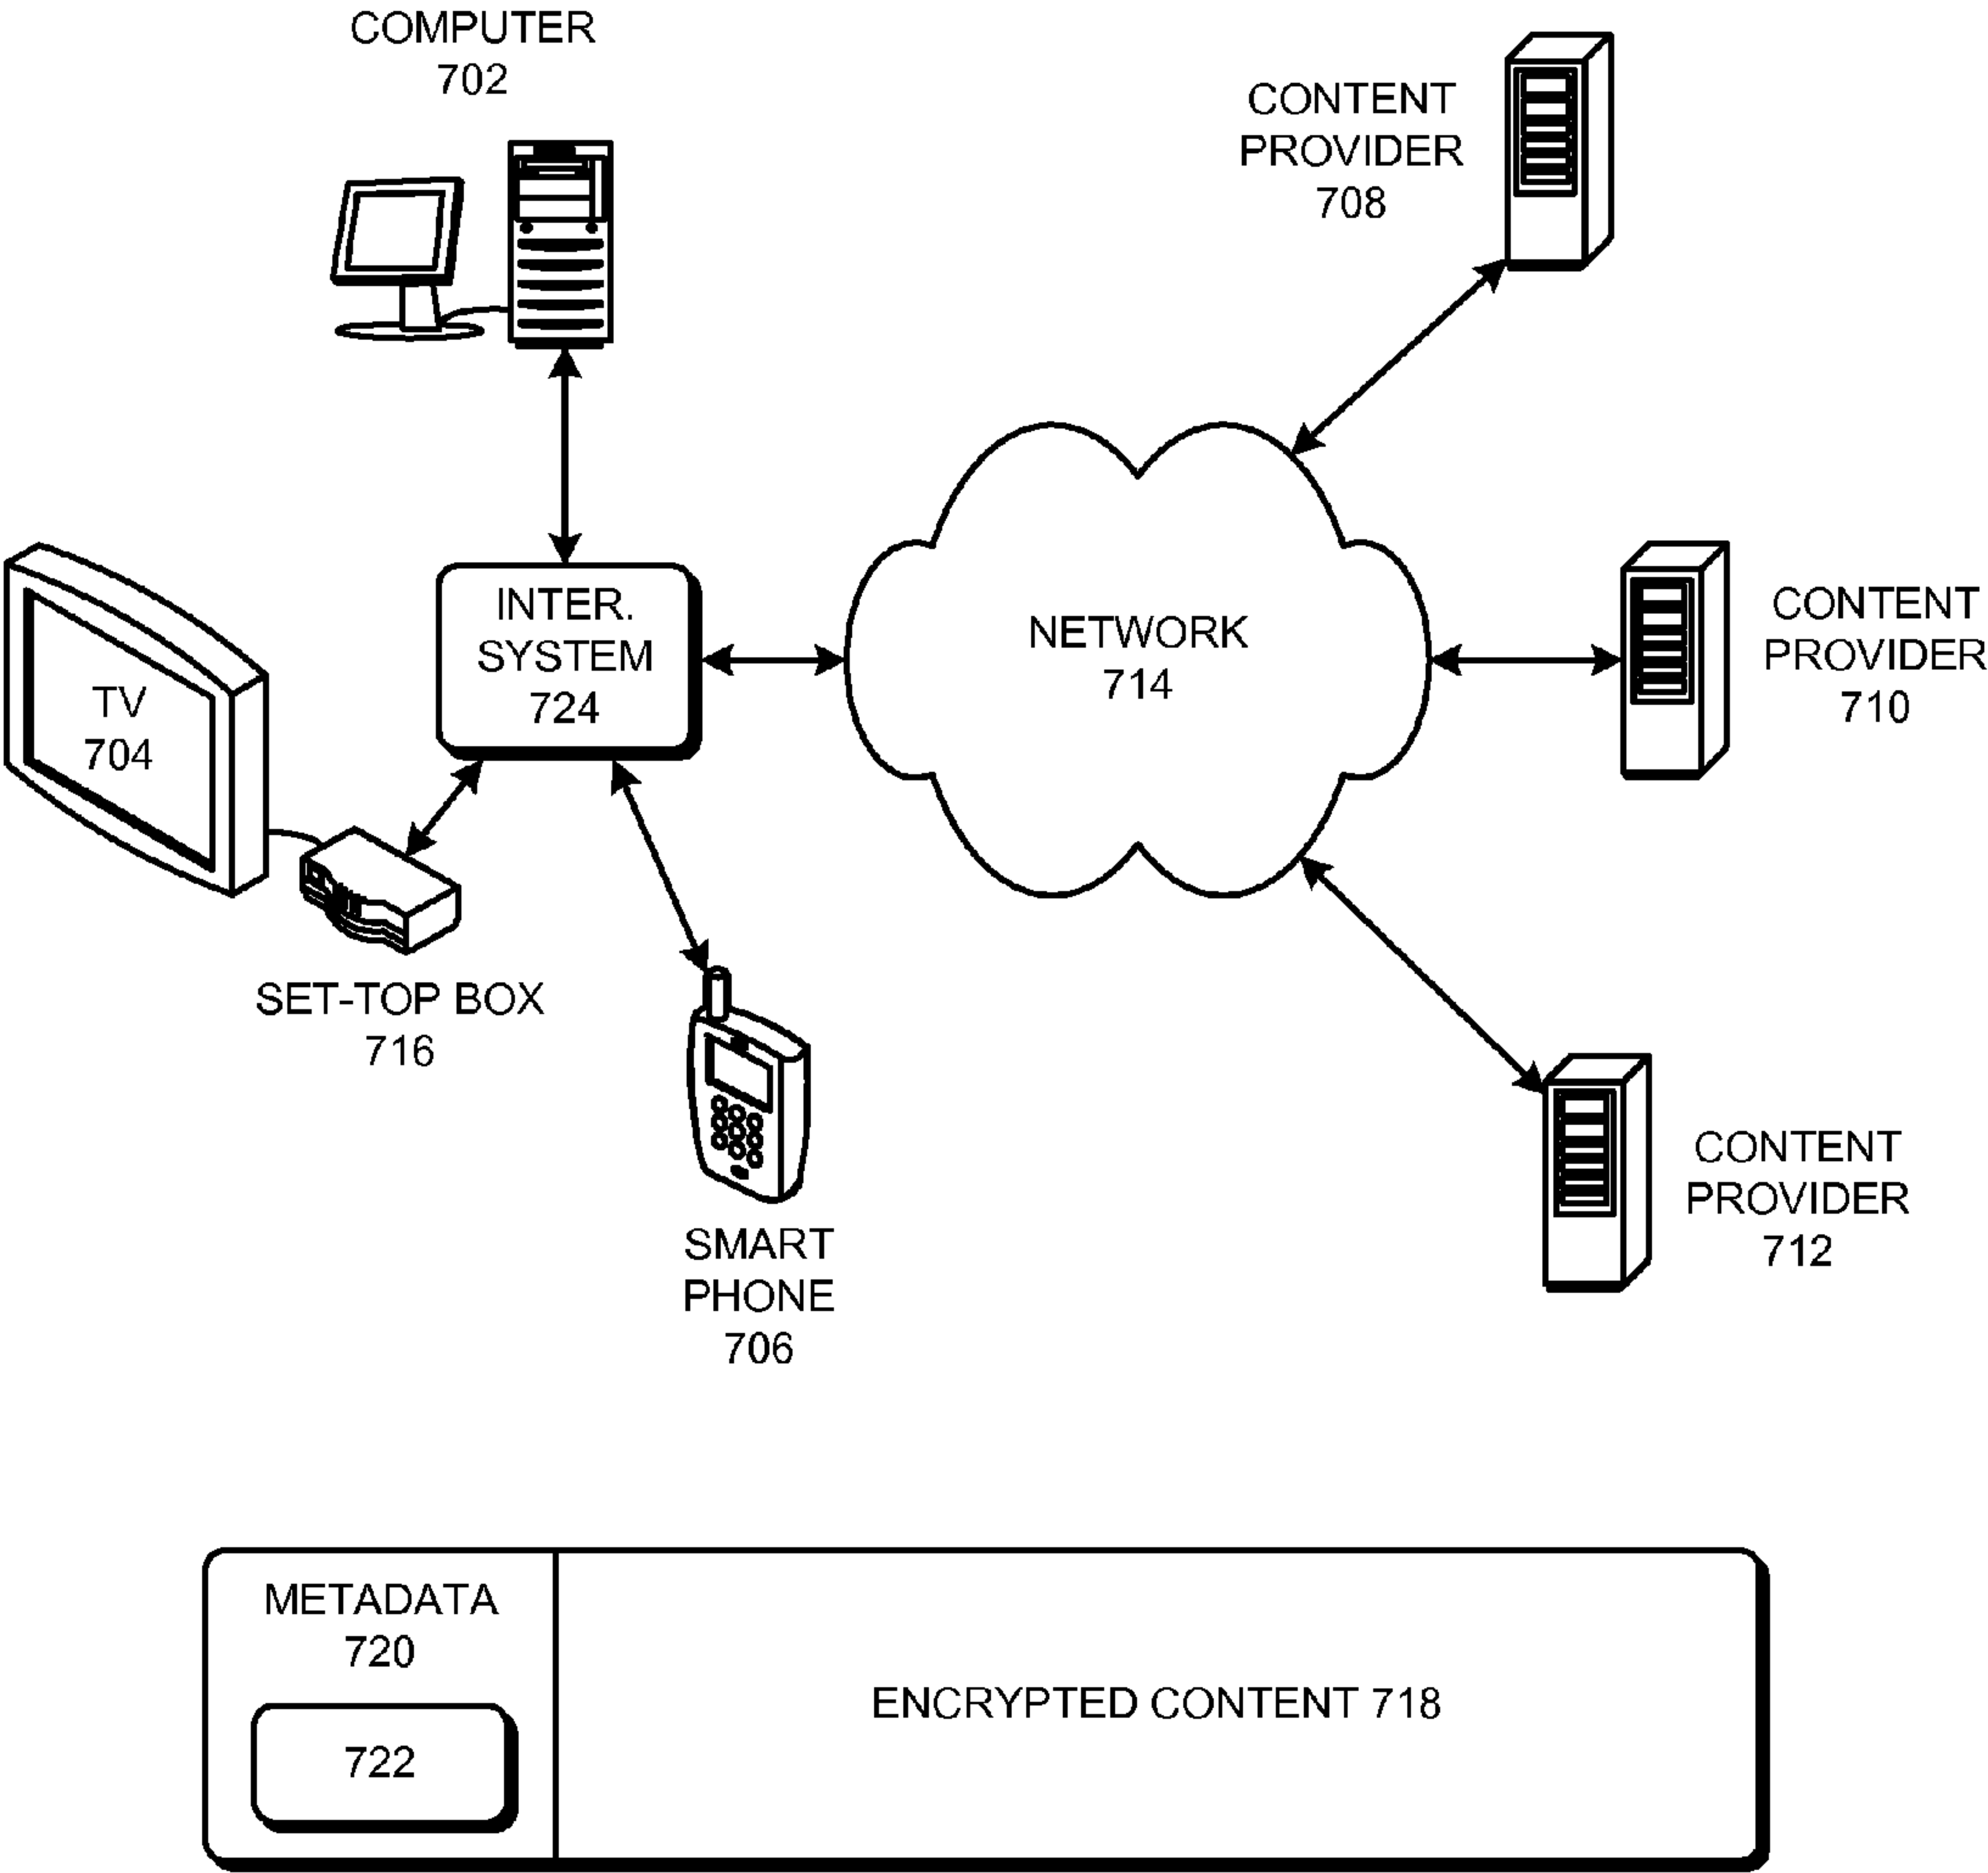 COMPUTER
702
CONTENT
PROVIDER
708
INTER.
SYSTEM
724
NETWORK
714
CONTENT
PROVIDER
710
TV
704
SET-TOP BOX
716
SMART
PHONE
706
CONTENT
PROVIDER
712
METADATA
720
722
ENCRYPTED CONTENT 718